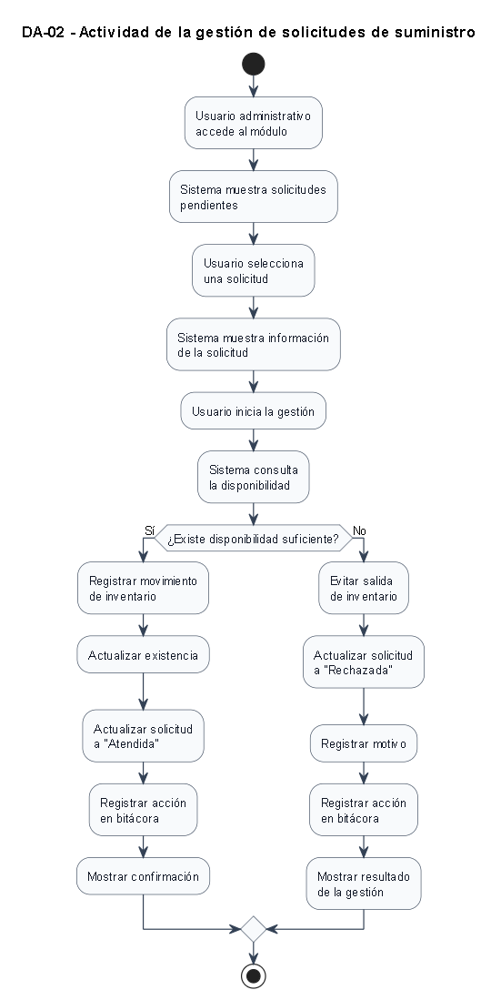 DA-02 - Actividad de la gestión de solicitudes de suministro
Usuario administrativo
accede al módulo
Sistema muestra solicitudes
pendientes
Usuario selecciona
una solicitud
Sistema muestra información
de la solicitud
Usuario inicia la gestión
Sistema consulta
la disponibilidad
¿Existe disponibilidad suficiente?
Sí
Registrar movimiento
de inventario
Actualizar existencia
Actualizar solicitud
a "Atendida"
Registrar acción
en bitácora
Mostrar confirmación
No
Evitar salida
de inventario
Actualizar solicitud
a "Rechazada"
Registrar motivo
Registrar acción
en bitácora
Mostrar resultado
de la gestión